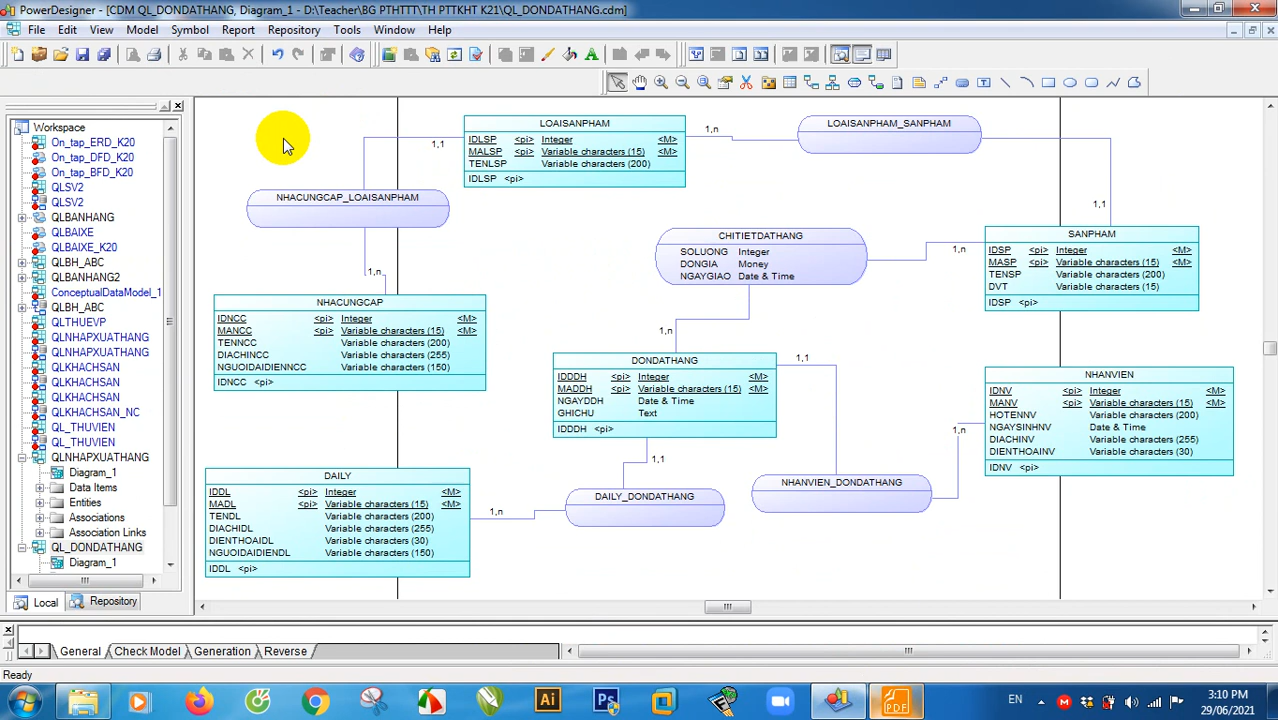 PowerDesigner - [CDM QL_DONDATHANG, Diagram_1 - D:\Teacher\BG PTHTTT\TH PTTKHT K21\QL_DONDATHANG.cdm]
File Edit View Model Symbol Report Repository Tools Window Help
Workspace
On_tap_ERD_K20
On_tap_DFD_K20
On_tap_BFD_K20
QLSV2
QLSV2
QLBANHANG
QLBAIXE
QLBAIXE_K20
QLBH_ABC
QLBANHANG2
ConceptualDataModel_1
QLBH_ABC
QLTHUEVP
QLNHAPXUATHANG
QLNHAPXUATHANG
QLKHACHSAN
QLKHACHSAN
QLKHACHSAN
QLKHACHSAN_NC
QL_THUVIEN
QL_THUVIEN
QLNHAPXUATHANG
Diagram_1
Data Items
Entities
Associations
Association Links
QL_DONDATHANG
Diagram_1
Local Repository
LOAISANPHAM
IDLSP <pi> Integer <M>
MALSP <pi> Variable characters (15) <M>
TENLSP Variable characters (200)
IDLSP <pi>
1,1
1,n
LOAISANPHAM_SANPHAM
1,1
NHACUNGCAP_LOAISANPHAM
1,n
CHITIETDATHANG
SOLUONG Integer
DONGIA Money
NGAYGIAO Date & Time
1,n
1,n
SANPHAM
IDSP <pi> Integer <M>
MASP <pi> Variable characters (15) <M>
TENSP Variable characters (200)
DVT Variable characters (15)
IDSP <pi>
NHACUNGCAP
IDNCC <pi> Integer <M>
MANCC <pi> Variable characters (15) <M>
TENNCC Variable characters (200)
DIACHINCC Variable characters (255)
NGUOIDAIDIENNCC Variable characters (150)
IDNCC <pi>
DONDATHANG
IDDDH <pi> Integer <M>
MADDH <pi> Variable characters (15) <M>
NGAYDDH Date & Time
GHICHU Text
IDDDH <pi>
1,1
1,1
NHANVIEN
IDNV <pi> Integer <M>
MANV <pi> Variable characters (15) <M>
HOTENNV Variable characters (200)
NGAYSINHNV Date & Time
DIACHINV Variable characters (255)
DIENTHOAINV Variable characters (30)
IDNV <pi>
1,n
DAILY
IDDL <pi> Integer <M>
MADL <pi> Variable characters (15) <M>
TENDL Variable characters (200)
DIACHIDL Variable characters (255)
DIENTHOAIDL Variable characters (30)
NGUOIDAIDIENDL Variable characters (150)
IDDL <pi>
1,n
DAILY_DONDATHANG
NHANVIEN_DONDATHANG
General Check Model Generation Reverse
Ready
EN
3:10 PM
29/06/2021